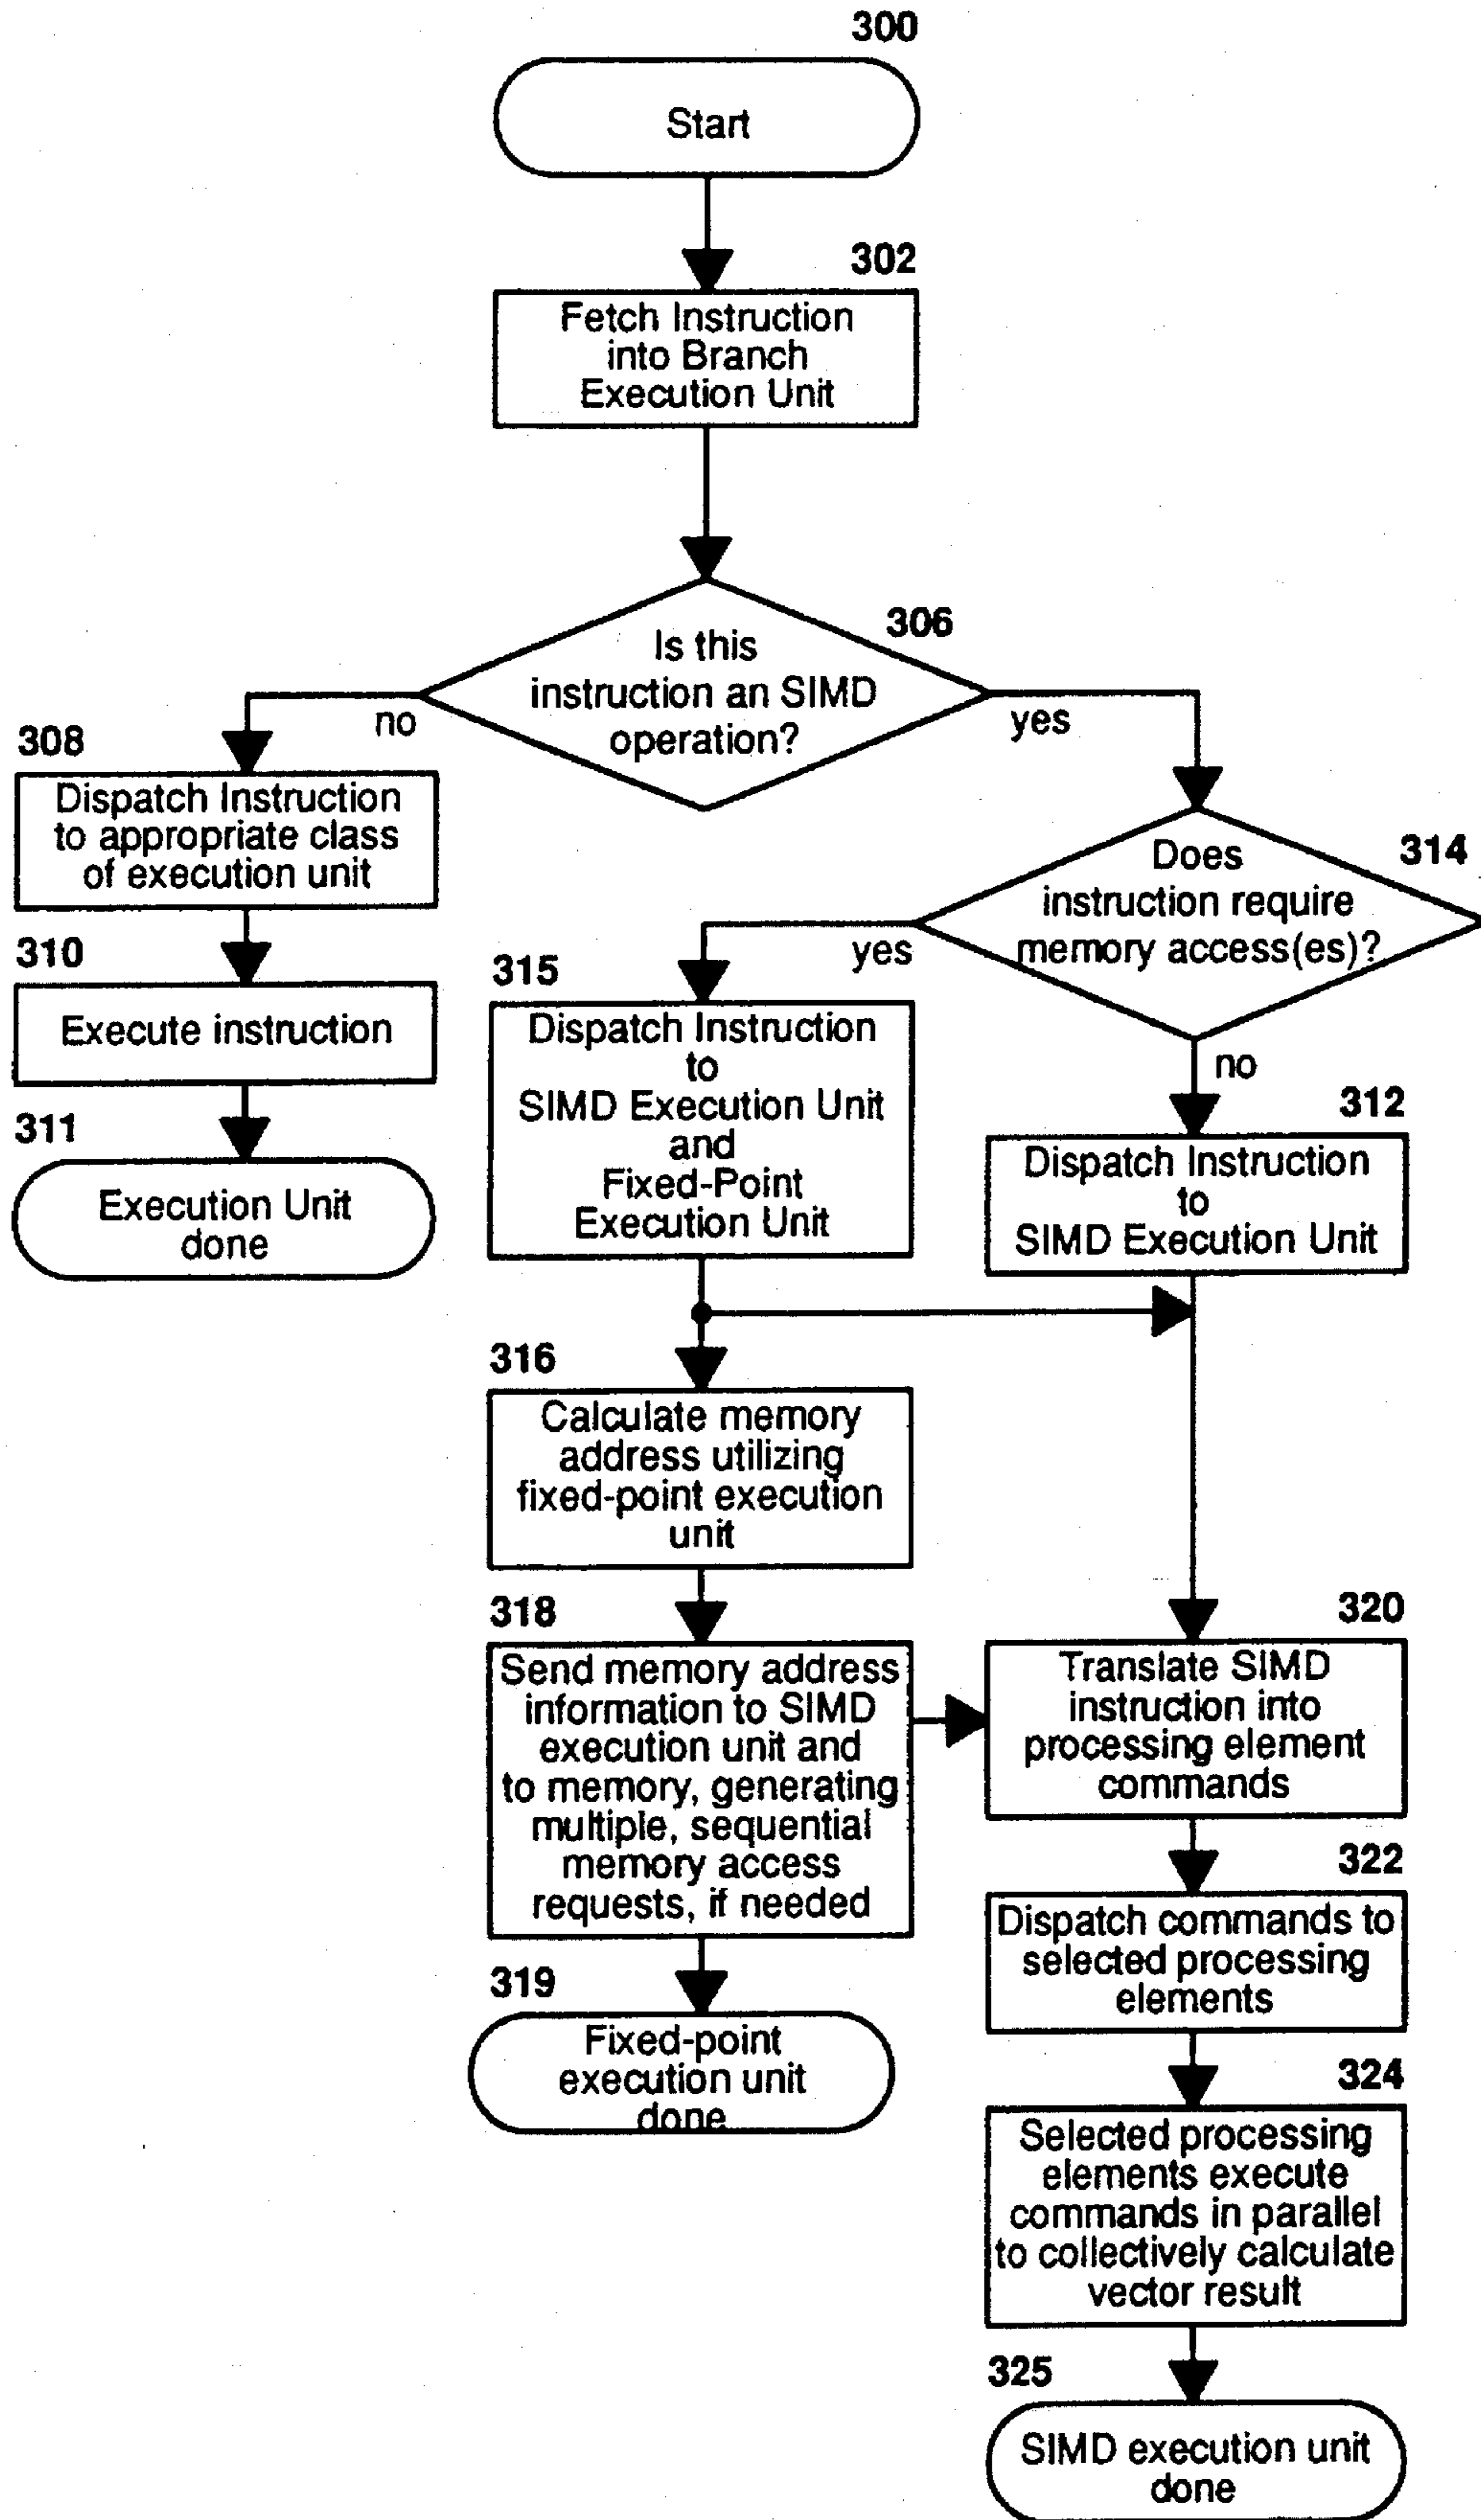 300
Start
302
Fetch Instruction
into Branch
Execution Unit
306
Is this
instruction an SIMD
operation?
no
yes
308
Dispatch Instruction
to appropriate class
of execution unit
310
Execute instruction
311
Execution Unit
done
314
Does
instruction require
memory access(es)?
yes
no
315
Dispatch Instruction
to
SIMD Execution Unit
and
Fixed-Point
Execution Unit
312
Dispatch Instruction
to
SIMD Execution Unit
316
Calculate memory
address utilizing
fixed-point execution
unit
318
Send memory address
information to SIMD
execution unit and
to memory, generating
multiple, sequential
memory access
requests, if needed
319
Fixed-point
execution unit
done
320
Translate SIMD
instruction into
processing element
commands
322
Dispatch commands to
selected processing
elements
324
Selected processing
elements execute
commands in parallel
to collectively calculate
vector result
325
SIMD execution unit
done